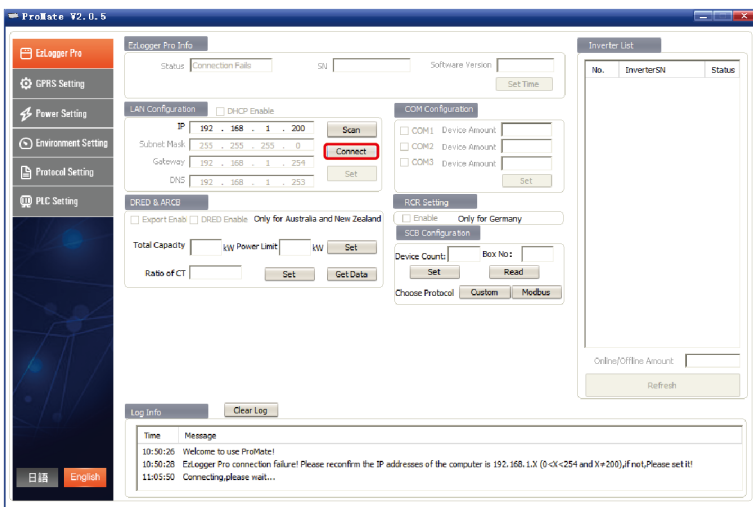 ProMate V2.0.5
EzLogger Pro
GPRS Setting
Power Setting
Environment Setting
Protocol Setting
PLC Setting
日語 English
EzLogger Pro Info
Status Connection Fails SN Software Version
Set Time
LAN Configuration DHCP Enable
IP 192 . 168 . 1 . 200 Scan
Subnet Mask 255 . 255 . 255 . 0 Connect
Gateway 192 . 168 . 1 . 254
Set
DNS 192 . 168 . 1 . 253
COM Configuration
COM1 Device Amount
COM2 Device Amount
COM3 Device Amount
Set
DRED & ARCB
Export Enab DRED Enable Only for Australia and New Zealand
Total Capacity kW Power Limit kW Set
Ratio of CT Set Get Data
RCR Setting
Enable Only for Germany
SCB Configuration
Device Count: Box No:
Set Read
Choose Protocol Custom Modbus
Inverter List
No. InverterSN Status
Online/Offline Amount
Refresh
Log Info Clear Log
Time Message
10:50:26 Welcome to use ProMate!
10:50:28 EzLogger Pro connection failure! Please reconfirm the IP addresses of the computer is 192.168.1.X (0<X<254 and X≠200),if not,Please set it!
11:05:50 Connecting,please wait...